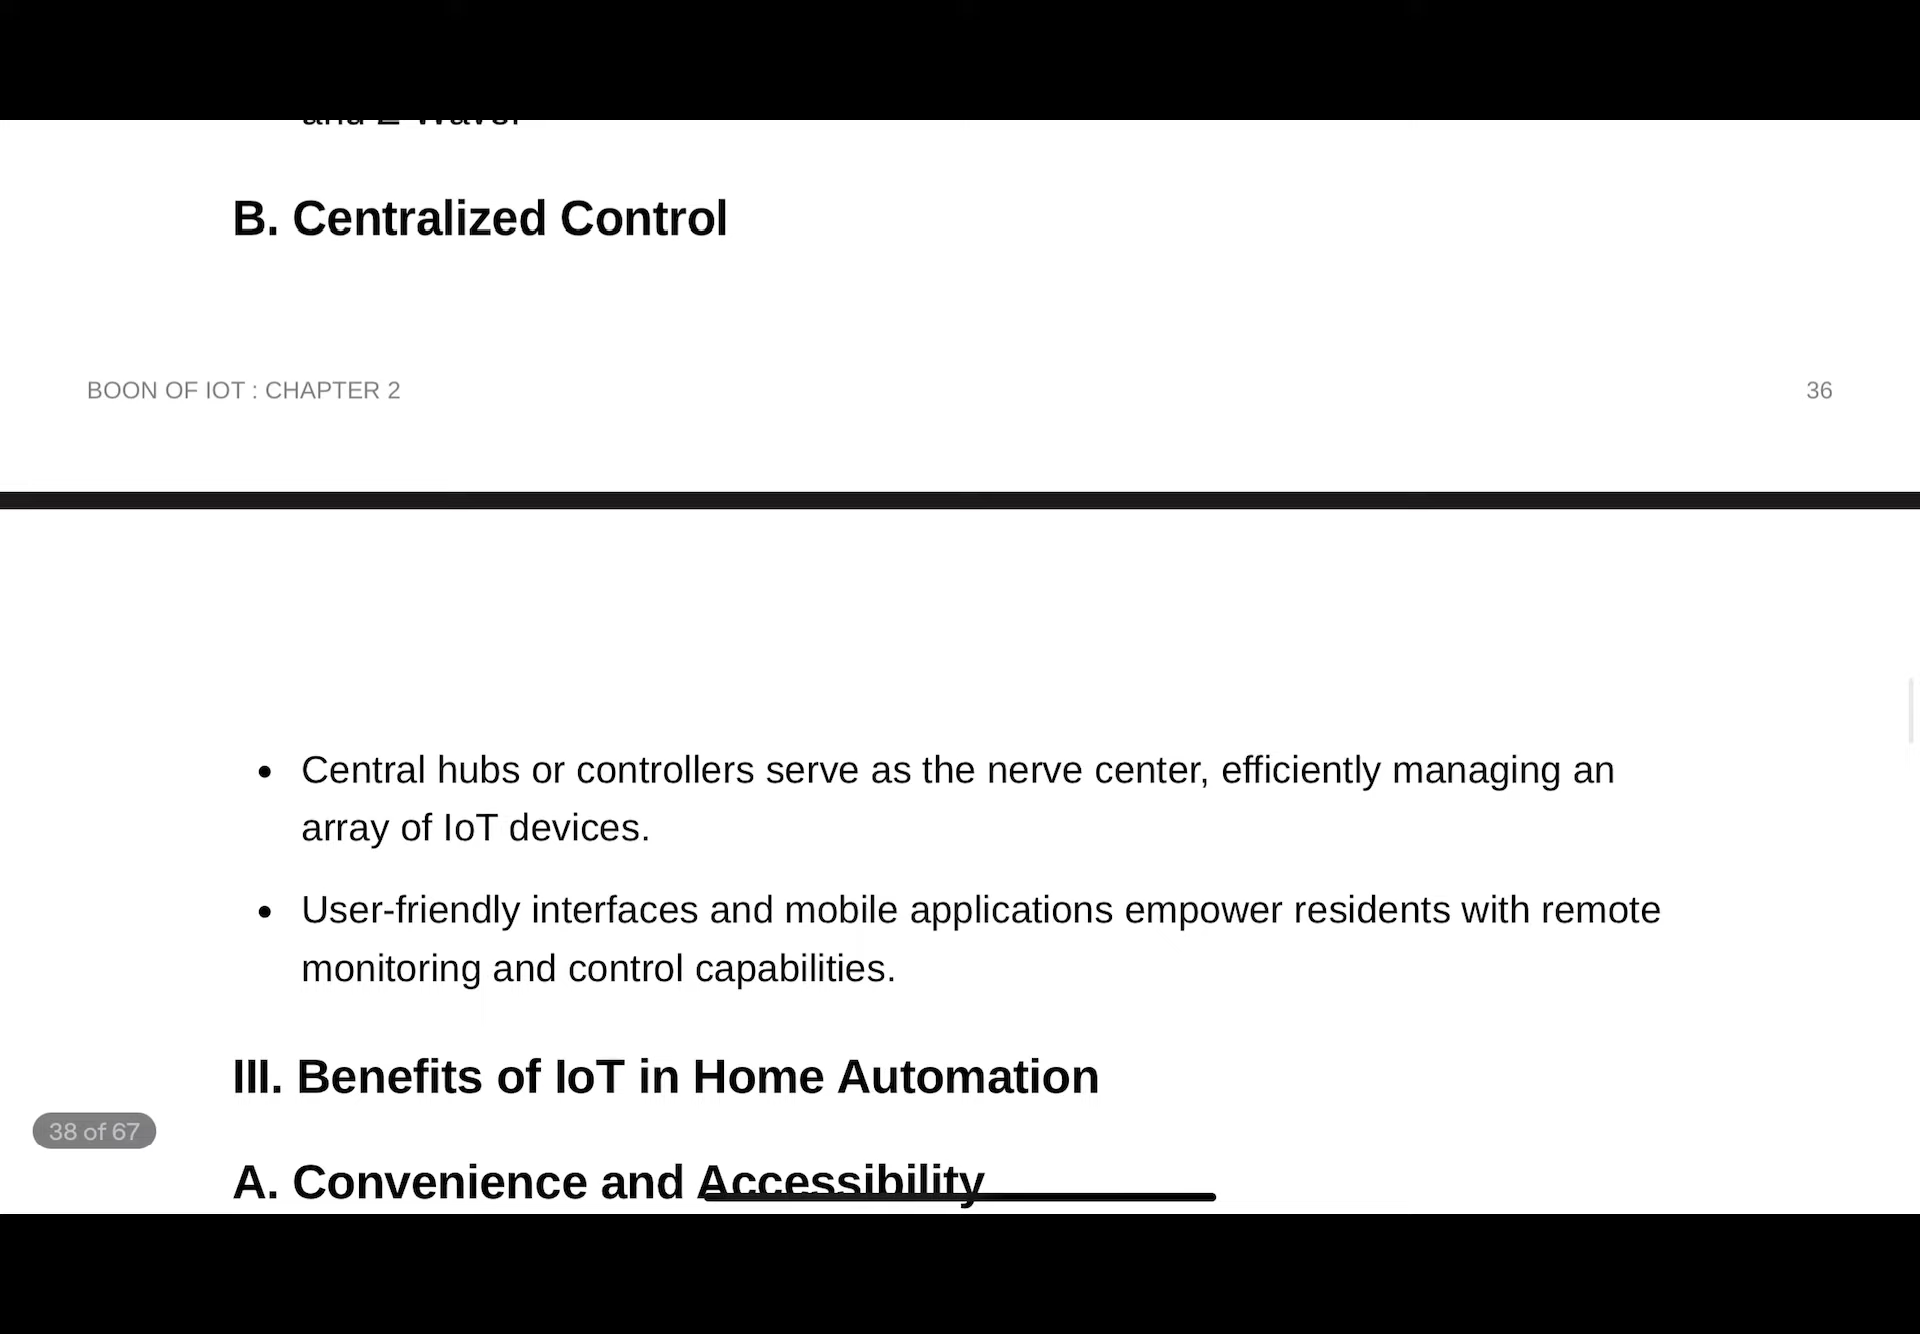 and Z-Wave.
B. Centralized Control
BOON OF IOT : CHAPTER 2
36
• Central hubs or controllers serve as the nerve center, efficiently managing an
array of IoT devices.
• User-friendly interfaces and mobile applications empower residents with remote
monitoring and control capabilities.
III. Benefits of IoT in Home Automation
38 of 67
A. Convenience and Accessibility